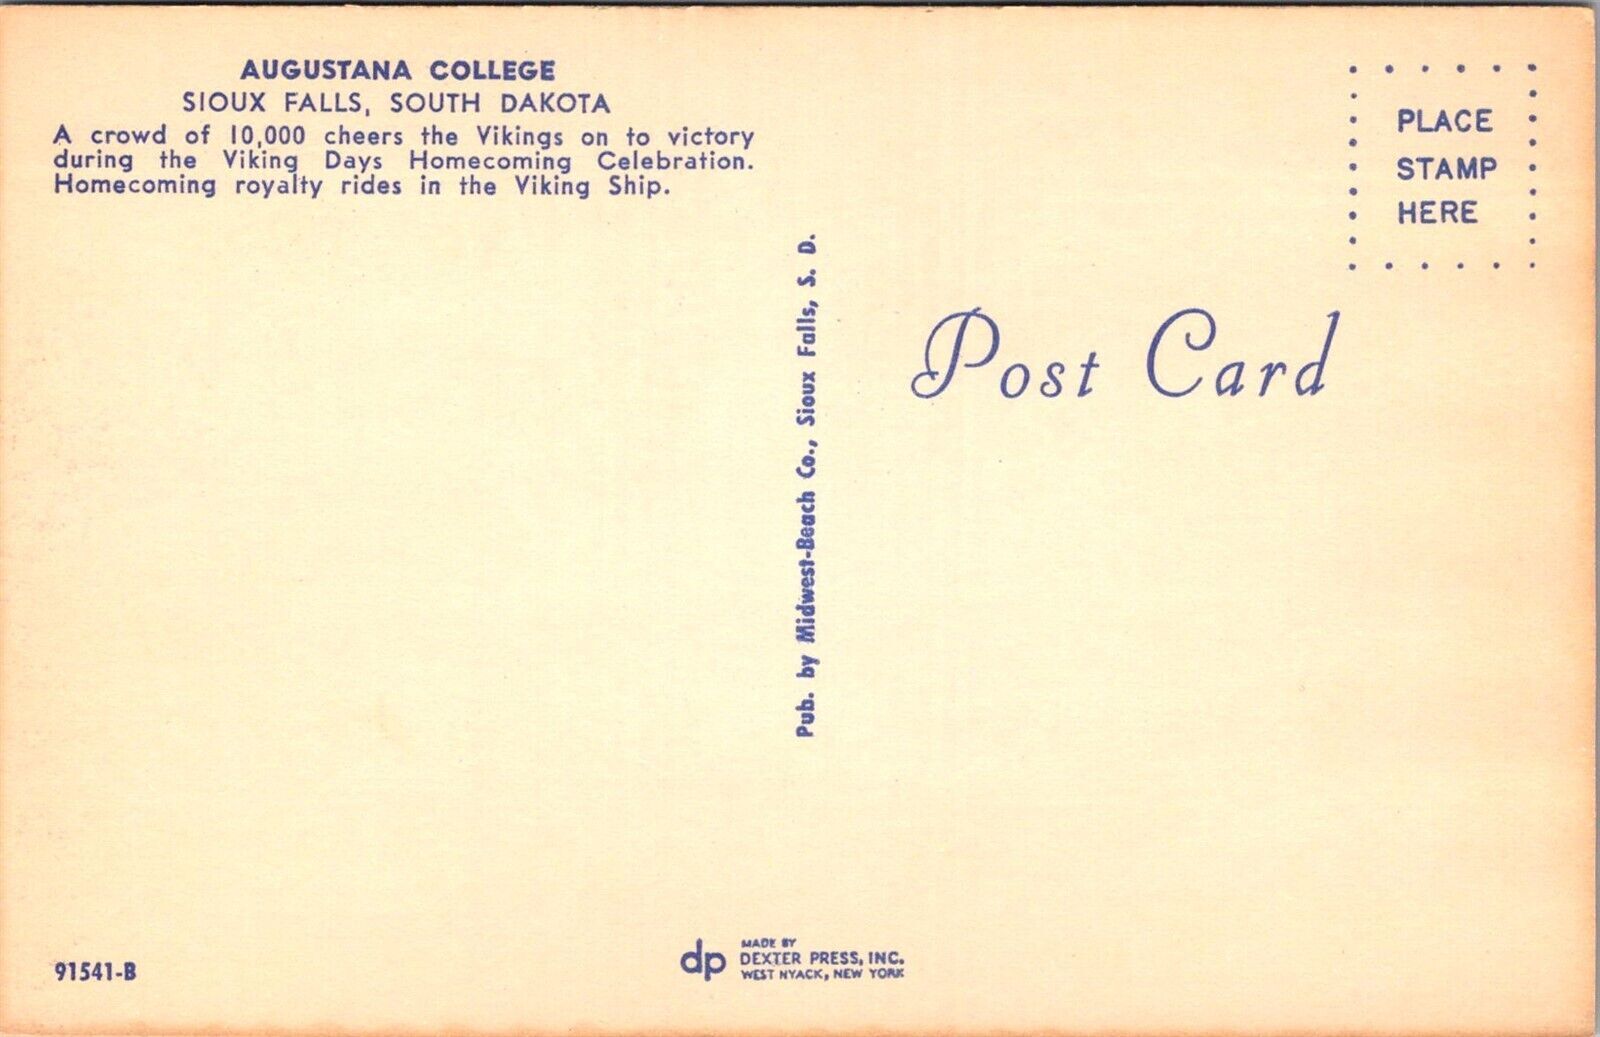 AUGUSTANA COLLEGE
SIOUX FALLS, SOUTH DAKOTA
A crowd of 10,000 cheers the Vikings on to victory
during the Viking Days Homecoming Celebration.
Homecoming royalty rides in the Viking Ship.
PLACE
STAMP
HERE
Pub. by Midwest-Beach Co., Sioux Falls, S. D.
Post Card
91541-B
dp
MADE BY
DEXTER PRESS, INC.
WEST NYACK, NEW YORK